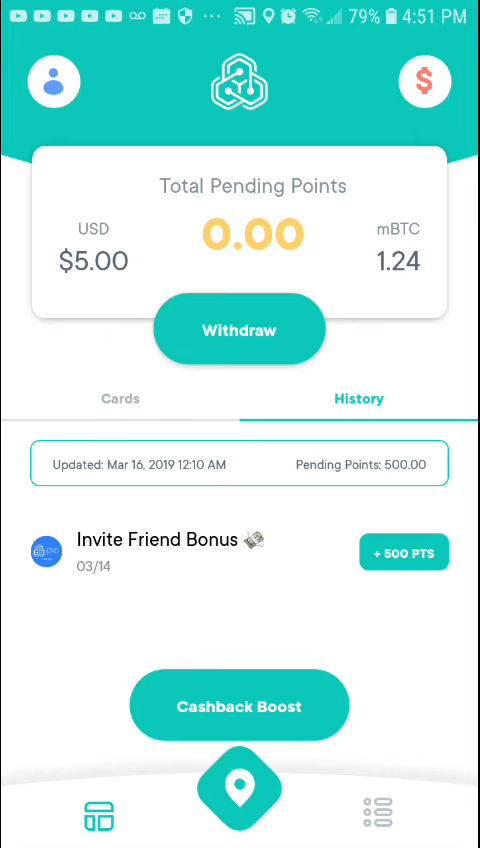 79% 4:51 PM
$
Total Pending Points
0.00
USD
$5.00
mBTC
1.24
Withdraw
Cards
History
Updated: Mar 16, 2019 12:10 AM
Pending Points: 500.00
Invite Friend Bonus 💸
03/14
+ 500 PTS
Cashback Boost